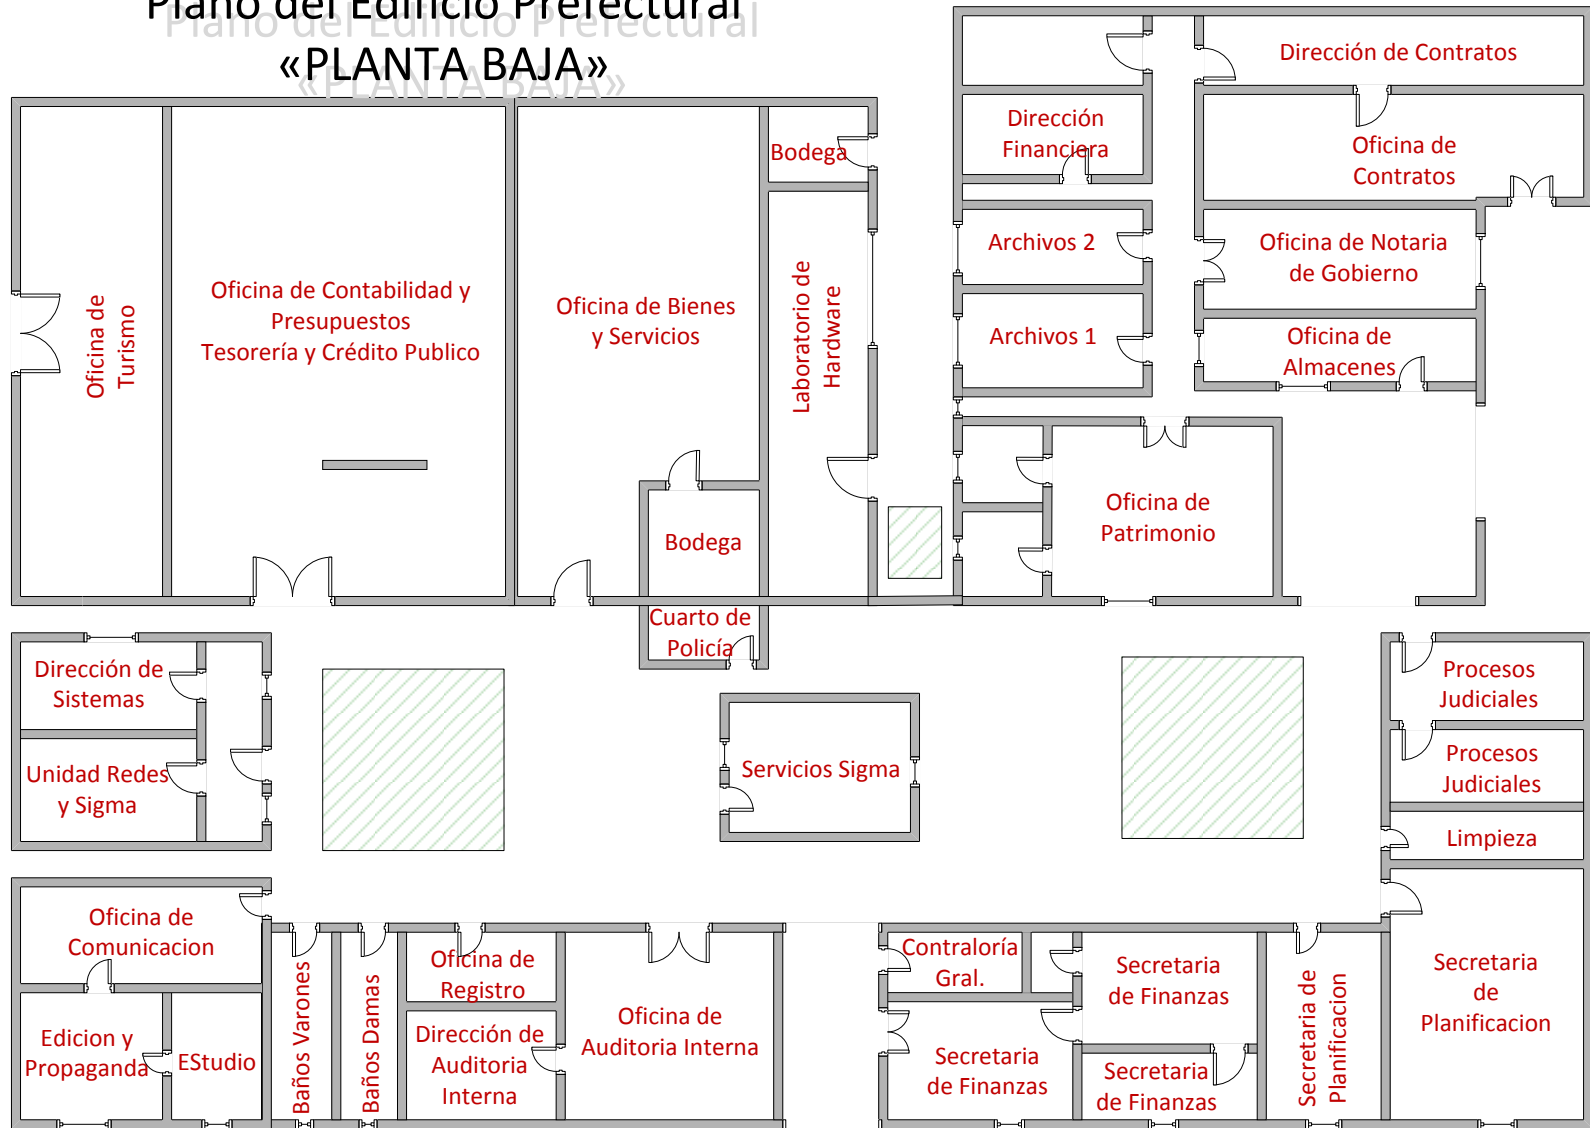 Plano del Edificio Prefectural
«PLANTA BAJA»
Dirección de Contratos
Dirección
Financiera
Oficina de
Contratos
Bodega
Archivos 2
Oficina de Notaria
de Gobierno
Oficina de
Turismo
Oficina de Contabilidad y
Presupuestos
Tesorería y Crédito Publico
Oficina de Bienes
y Servicios
Laboratorio de
Hardware
Archivos 1
Oficina de
Almacenes
Bodega
Oficina de
Patrimonio
Cuarto de
Policía
Dirección de
Sistemas
Procesos
Judiciales
Unidad Redes
y Sigma
Servicios Sigma
Procesos
Judiciales
Limpieza
Oficina de
Comunicacion
Baños Varones
Baños Damas
Oficina de
Registro
Contraloría
Gral.
Secretaria
de Finanzas
Secretaria de
Planificacion
Secretaria
de
Planificacion
Edicion y
Propaganda
EStudio
Dirección de
Auditoria
Interna
Oficina de
Auditoria Interna
Secretaria
de Finanzas
Secretaria
de Finanzas